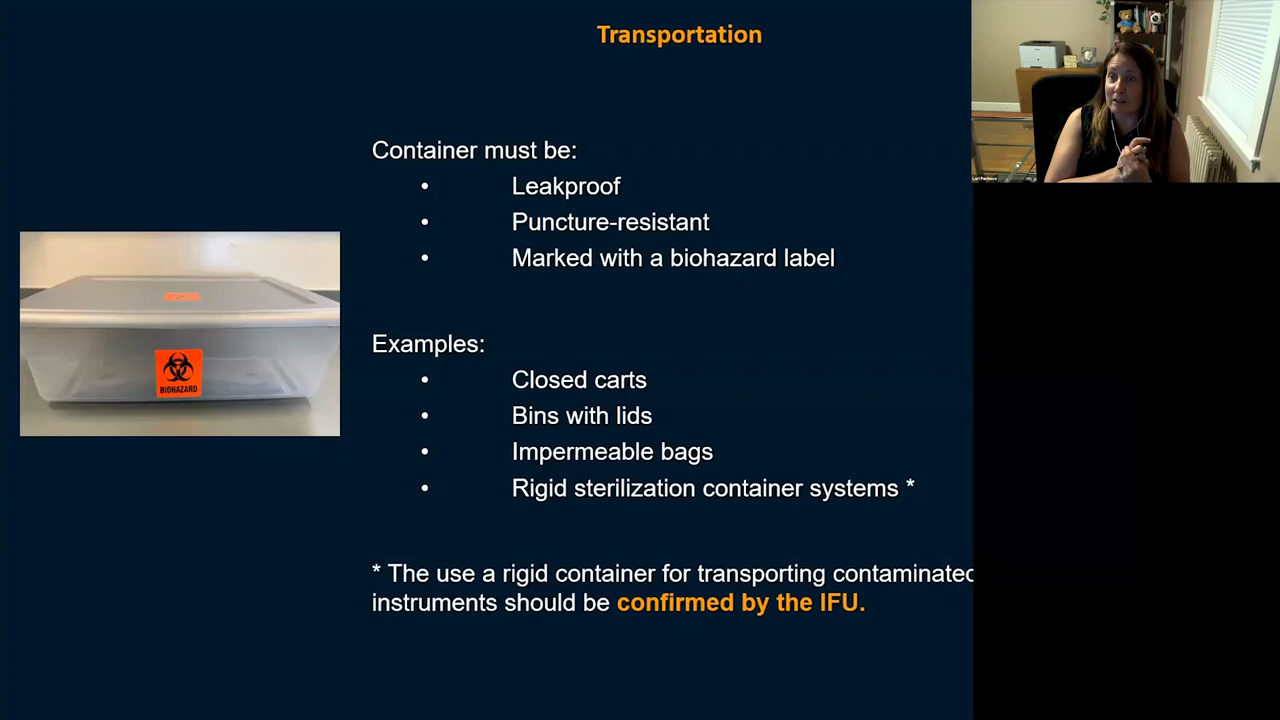 Transportation
Container must be:
• Leakproof
• Puncture-resistant
• Marked with a biohazard label
BIOHAZARD
Examples:
• Closed carts
• Bins with lids
• Impermeable bags
• Rigid sterilization container systems *
* The use a rigid container for transporting contaminated
instruments should be confirmed by the IFU.
Lori Pacheco